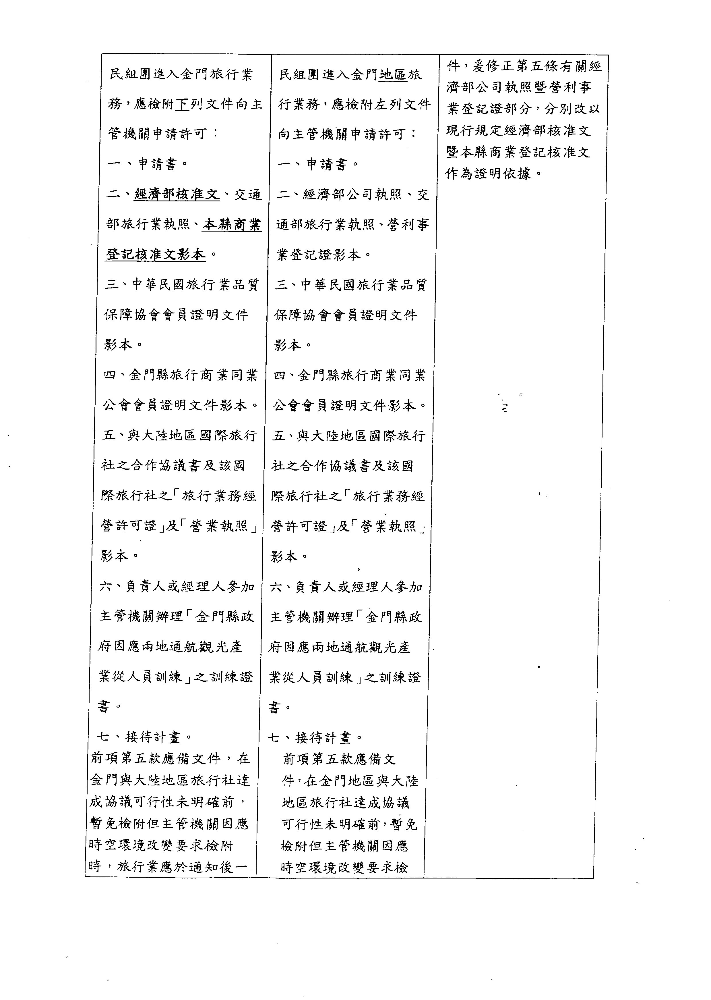 民組團進入金門旅行業
務，應檢附下列文件向主
管機關申請許可：
一、申請書。
二、經濟部核准文、交通
部旅行業執照、本縣商業
登記核准文影本。
三、中華民國旅行業品質
保障協會會員證明文件
影本。
四、金門縣旅行商業同業
公會會員證明文件影本。
五、與大陸地區國際旅行
社之合作協議書及該國
際旅行社之「旅行業務經
營許可證」及「營業執照」
影本。
六、負責人或經理人參加
主管機關辦理「金門縣政
府因應兩地通航觀光產
業從人員訓練」之訓練證
書。
七、接待計畫。
前項第五款應備文件，在
金門與大陸地區旅行社達
成協議可行性未明確前，
暫免檢附但主管機關因應
時空環境改變要求檢附
時，旅行業應於通知後一
民組團進入金門地區旅
行業務，應檢附左列文件
向主管機關申請許可：
一、申請書。
二、經濟部公司執照、交
通部旅行業執照、營利事
業登記證影本。
三、中華民國旅行業品質
保障協會會員證明文件
影本。
四、金門縣旅行商業同業
公會會員證明文件影本。
五、與大陸地區國際旅行
社之合作協議書及該國
際旅行社之「旅行業務經
營許可證」及「營業執照」
影本。
六、負責人或經理人參加
主管機關辦理「金門縣政
府因應兩地通航觀光產
業從人員訓練」之訓練證
書。
七、接待計畫。
前項第五款應備文
件，在金門地區與大陸
地區旅行社達成協議
可行性未明確前，暫免
檢附但主管機關因應
時空環境改變要求檢
件，爰修正第五條有關經
濟部公司執照暨營利事
業登記證部分，分別改以
現行規定經濟部核准文
暨本縣商業登記核准文
作為證明依據。